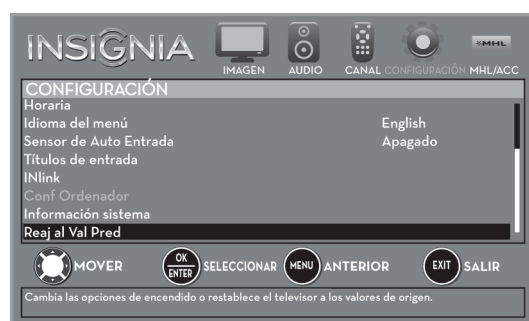 INSIGNIA
IMAGEN AUDIO CANAL CONFIGURACIÓN MHL/ACC
MHL
CONFIGURACIÓN
Horaria
Idioma del menú English
Sensor de Auto Entrada Apagado
Títulos de entrada
INlink
Conf Ordenador
Información sistema
Reaj al Val Pred
MOVER OK ENTER SELECCIONAR MENU ANTERIOR EXIT SALIR
Cambia las opciones de encendido o restablece el televisor a los valores de origen.